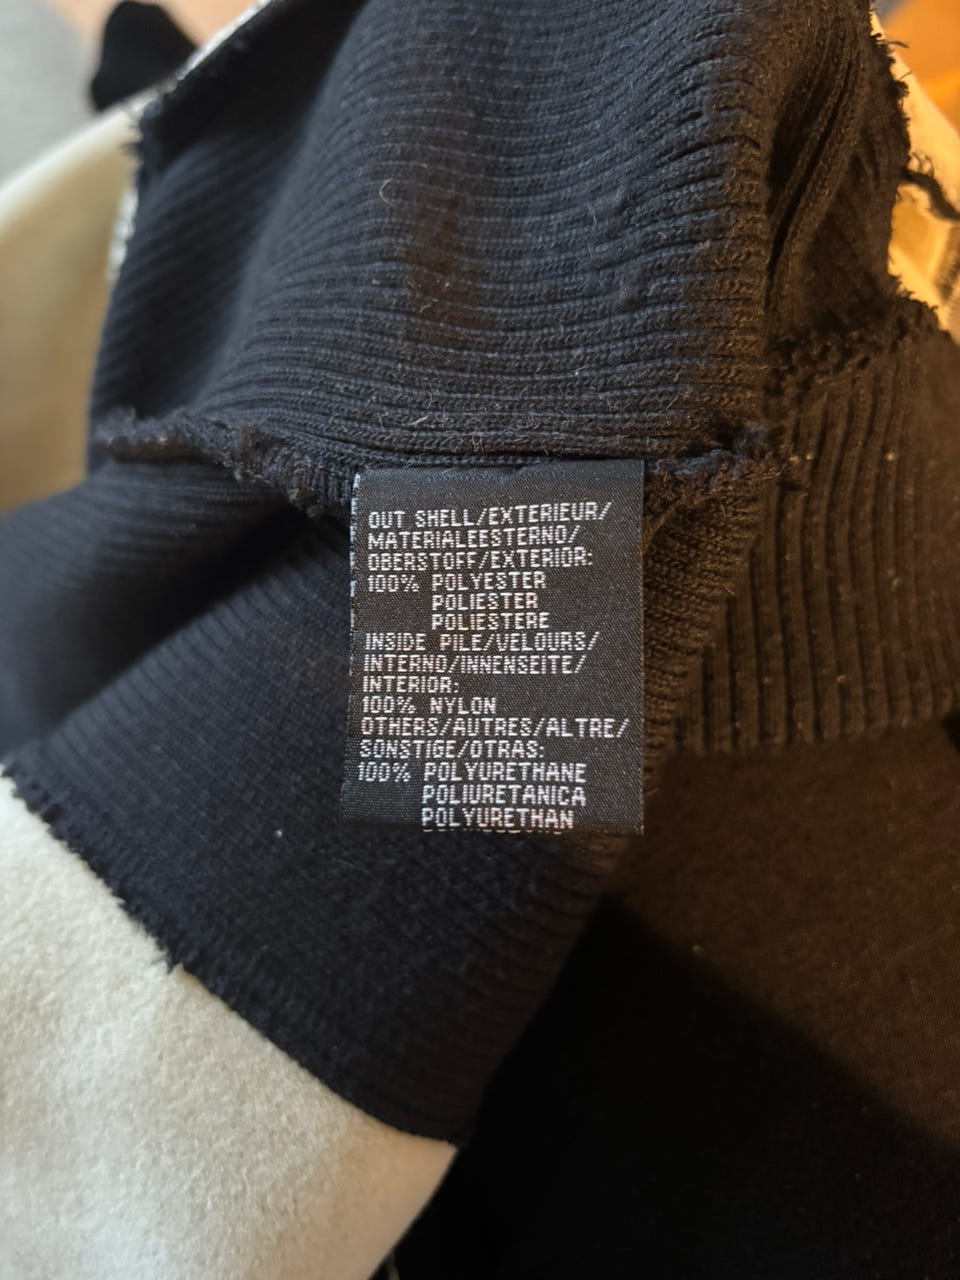 OUT SHELL/EXTERIEUR/
MATERIALEESTERNO/
OBERSTOFF/EXTERIOR:
100% POLYESTER
POLIESTER
POLIESTERE
INSIDE PILE/VELOURS/
INTERNO/INNENSEITE/
INTERIOR:
100% NYLON
OTHERS/AUTRES/ALTRE/
SONSTIGE/OTRAS:
100% POLYURETHANE
POLIURETANICA
POLYURETHAN